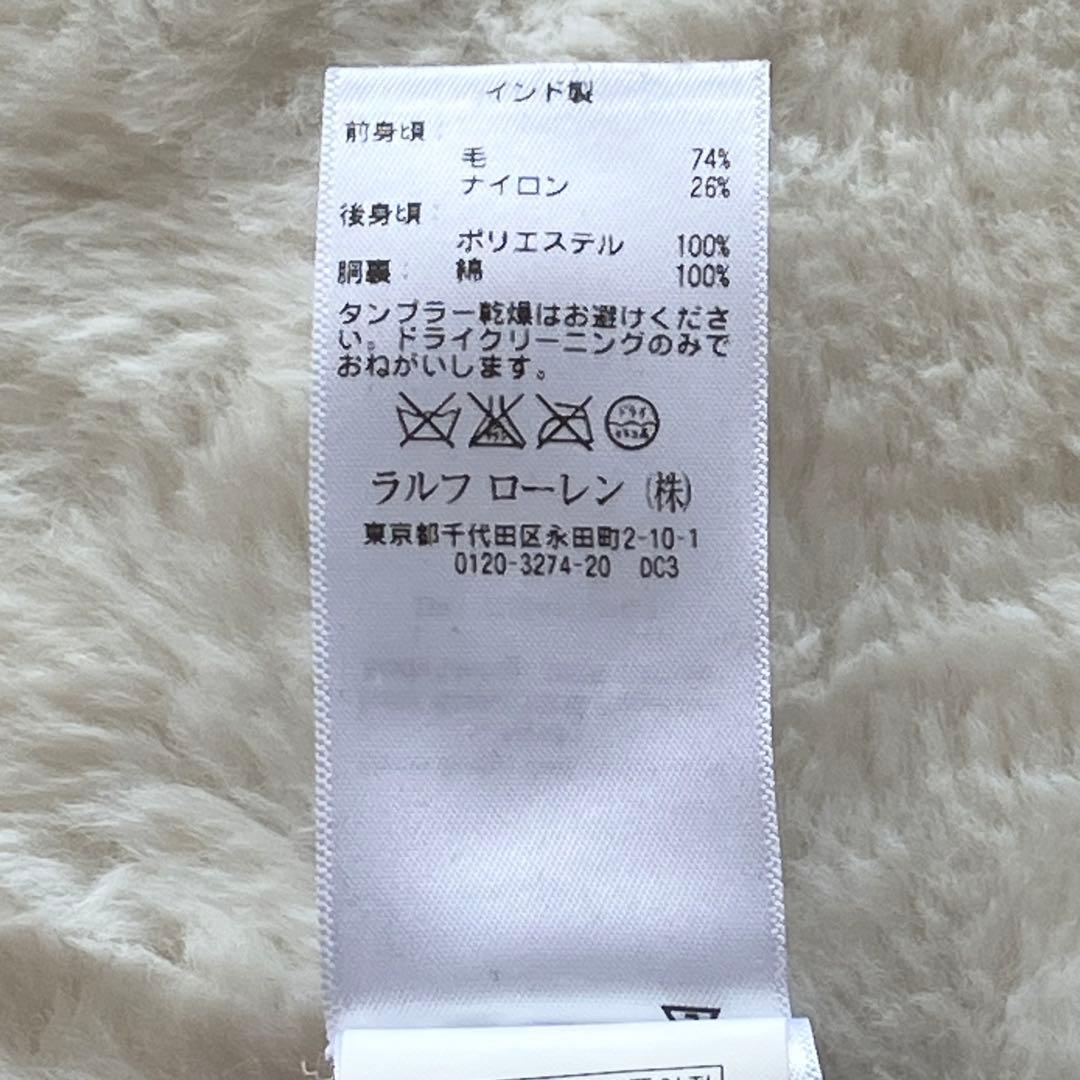 インド製
前身頃:
毛 74%
ナイロン 26%
後身頃:
ポリエステル 100%
胴裏: 綿 100%
タンブラー乾燥はお避けくださ
い。ドライクリーニングのみで
おねがいします。
ドライ
ラルフ ローレン (株)
東京都千代田区永田町2-10-1
0120-3274-20 DC3